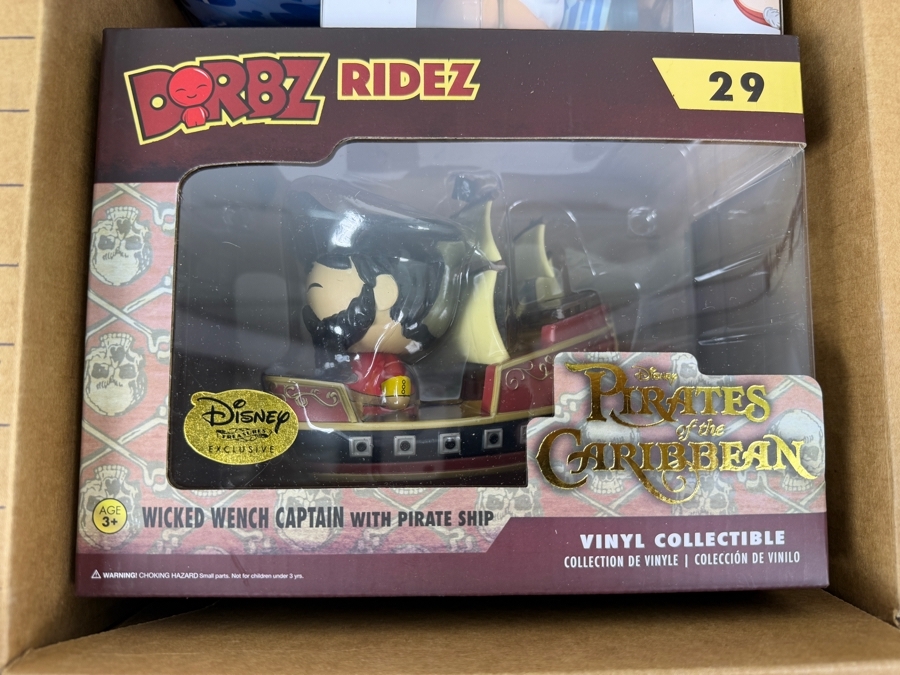 DORBZ RIDEZ
29
Disney
TREASURES
EXCLUSIVE
Disney
PIRATES
of the
CARIBBEAN
AGE
3+
WICKED WENCH CAPTAIN WITH PIRATE SHIP
VINYL COLLECTIBLE
COLLECTION DE VINYLE | COLECCIÓN DE VINILO
WARNING! CHOKING HAZARD Small parts. Not for children under 3 yrs.